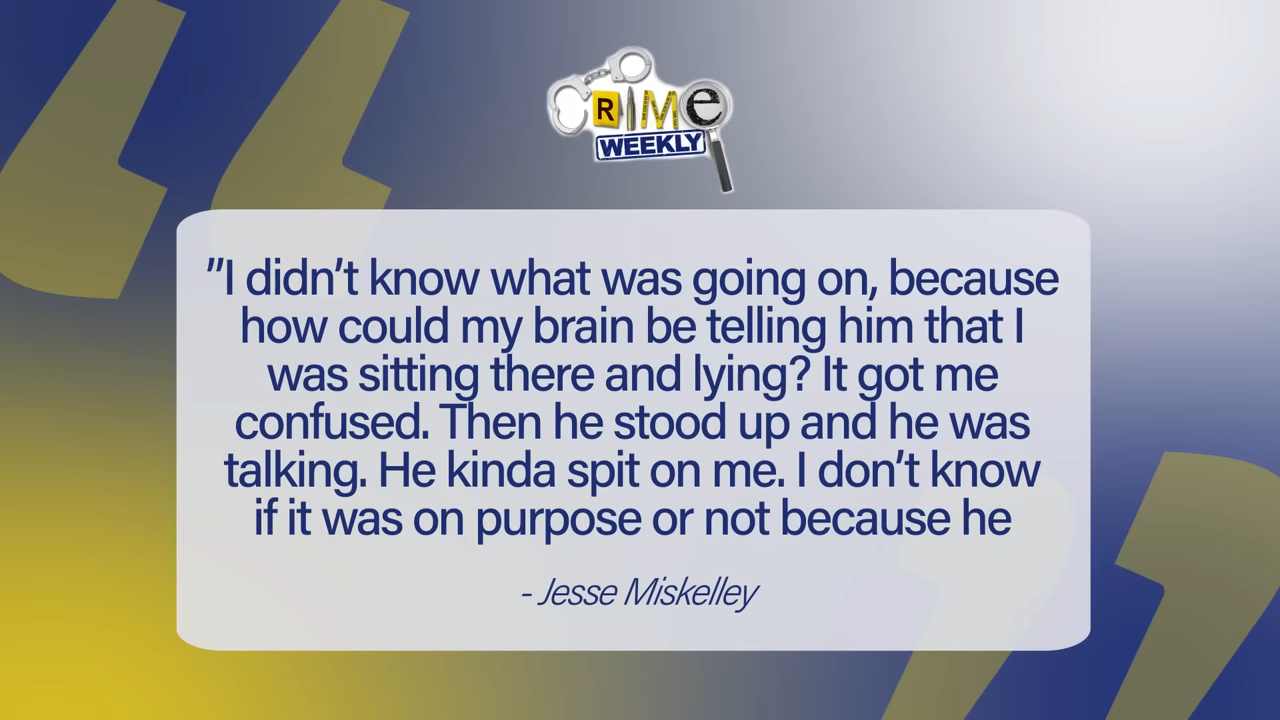 CRIMe
WEEKLY
"I didn't know what was going on, because
how could my brain be telling him that I
was sitting there and lying? It got me
confused. Then he stood up and he was
talking. He kinda spit on me. I don't know
if it was on purpose or not because he
- Jesse Miskelley